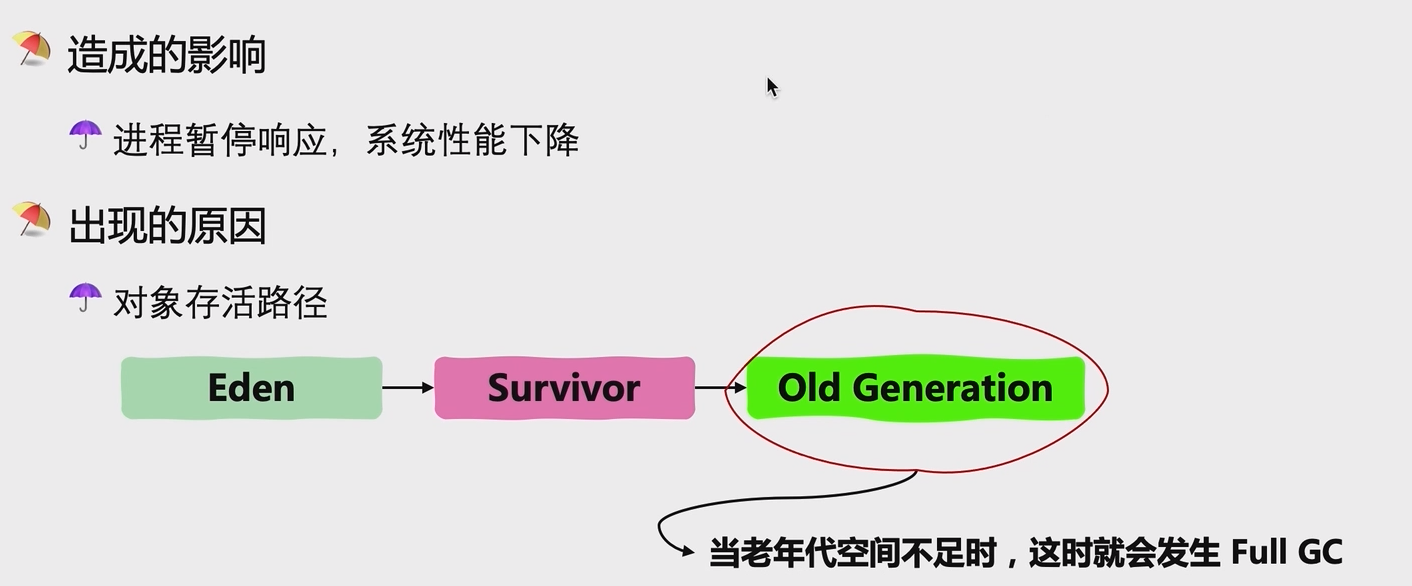 造成的影响
进程暂停响应，系统性能下降
出现的原因
对象存活路径
Eden
Survivor
Old Generation
当老年代空间不足时，这时就会发生 Full GC